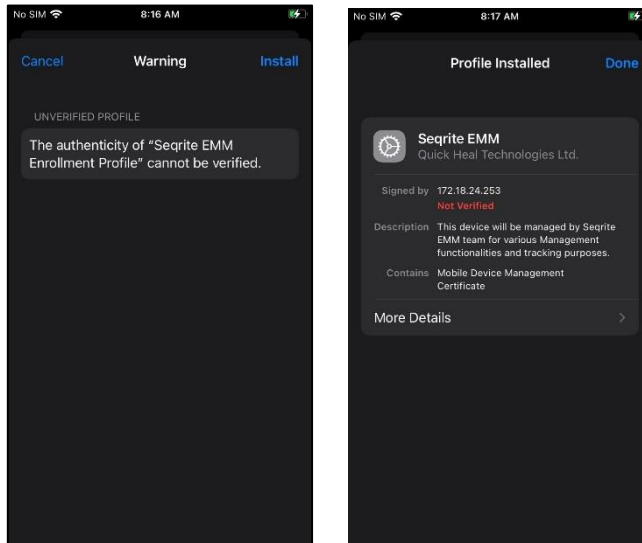 No SIM 8:16 AM
Cancel Warning Install
UNVERIFIED PROFILE
The authenticity of “Seqrite EMM
Enrollment Profile” cannot be verified.
No SIM 8:17 AM
Profile Installed Done
Seqrite EMM
Quick Heal Technologies Ltd.
Signed by 172.18.24.253
Not Verified
Description This device will be managed by Seqrite
EMM team for various Management
functionalities and tracking purposes.
Contains Mobile Device Management
Certificate
More Details